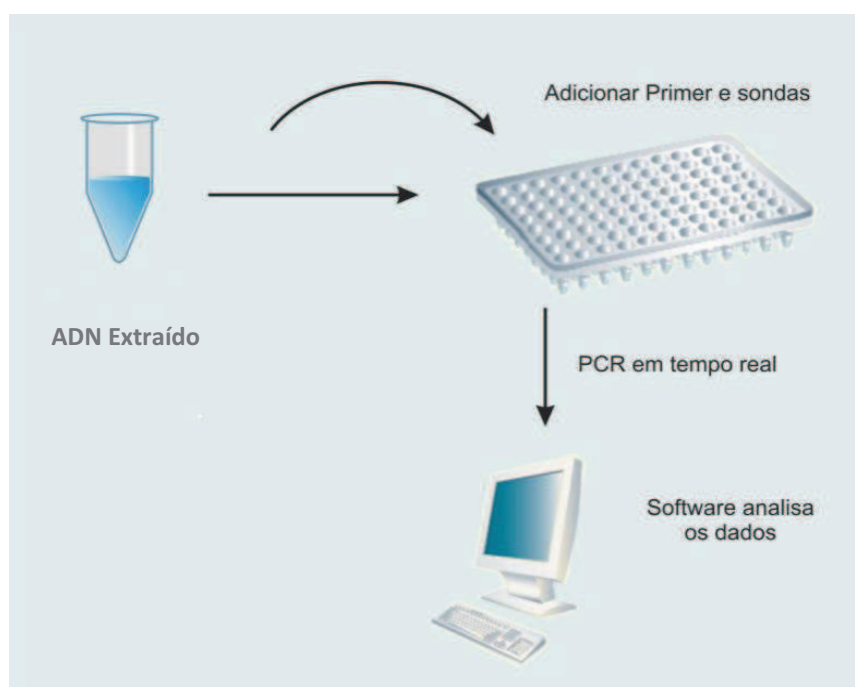 Adicionar Primer e sondas
ADN Extraído
PCR em tempo real
Software analisa
os dados